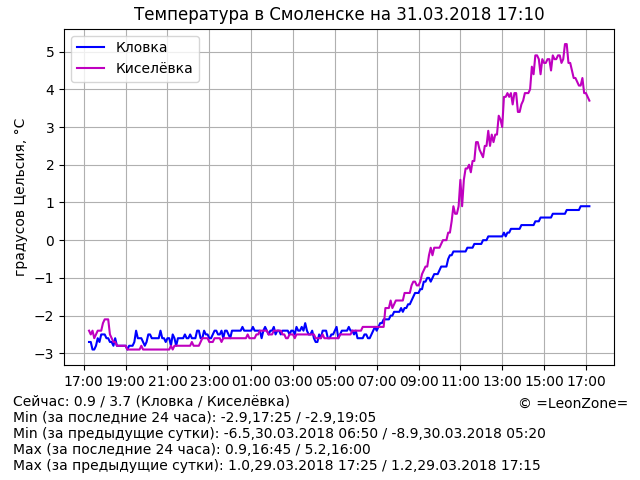 Температура в Смоленске на 31.03.2018 17:10
Кловка
Киселёвка
градусов Цельсия, °C
5
4
3
2
1
0
−1
−2
−3
17:00 19:00 21:00 23:00 01:00 03:00 05:00 07:00 09:00 11:00 13:00 15:00 17:00
Сейчас: 0.9 / 3.7 (Кловка / Киселёвка)
© =LeonZone=
Min (за последние 24 часа): -2.9,17:25 / -2.9,19:05
Min (за предыдущие сутки): -6.5,30.03.2018 06:50 / -8.9,30.03.2018 05:20
Max (за последние 24 часа): 0.9,16:45 / 5.2,16:00
Max (за предыдущие сутки): 1.0,29.03.2018 17:25 / 1.2,29.03.2018 17:15